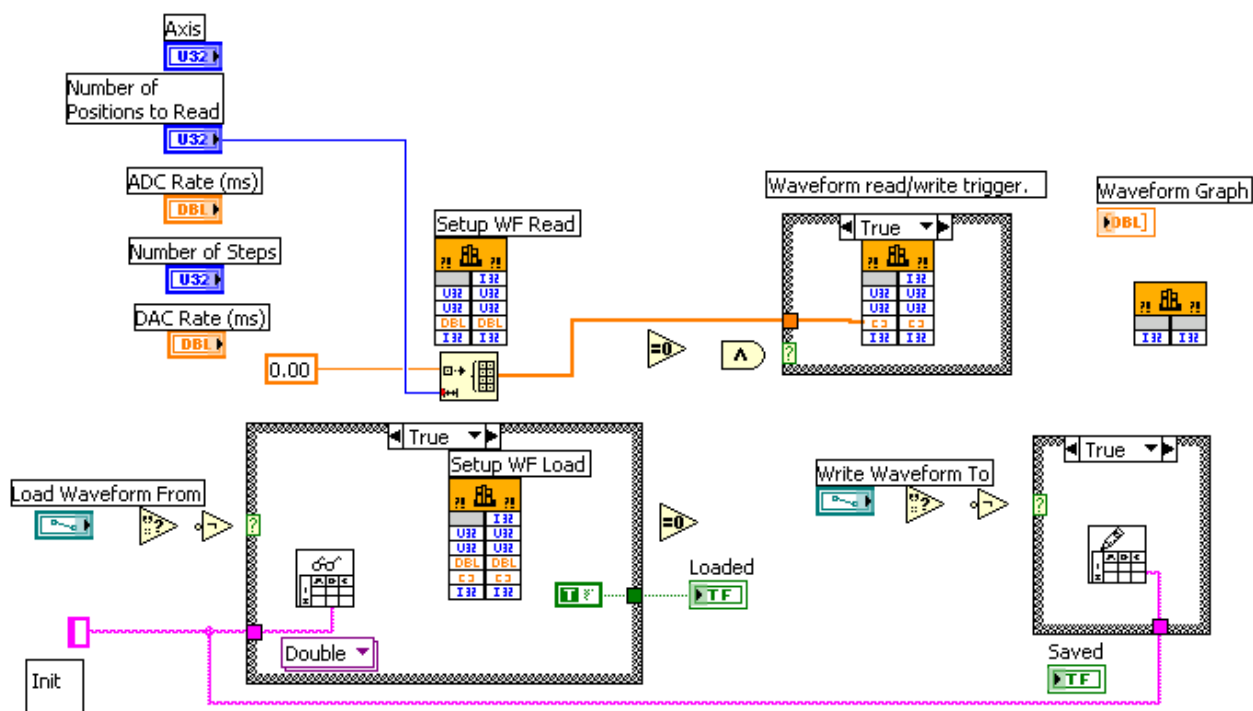 Axis
U32
Number of
Positions to Read
U32
ADC Rate (ms)
DBL
Number of Steps
U32
DAC Rate (ms)
DBL
0.00
Setup WF Read
?! ?!
I32
U32 U32
U32 U32
DBL DBL
I32 I32
=0
Waveform read/write trigger.
True
?! ?!
I32
U32 U32
U32 U32
I32 I32
?
Waveform Graph
DBL]
?! ?!
I32 I32
Load Waveform From
?
?
True
Setup WF Load
?! ?!
I32
U32 U32
U32 U32
DBL DBL
I32 I32
Double
T
=0
Loaded
TF
Init
Write Waveform To
?
?
True
Saved
TF